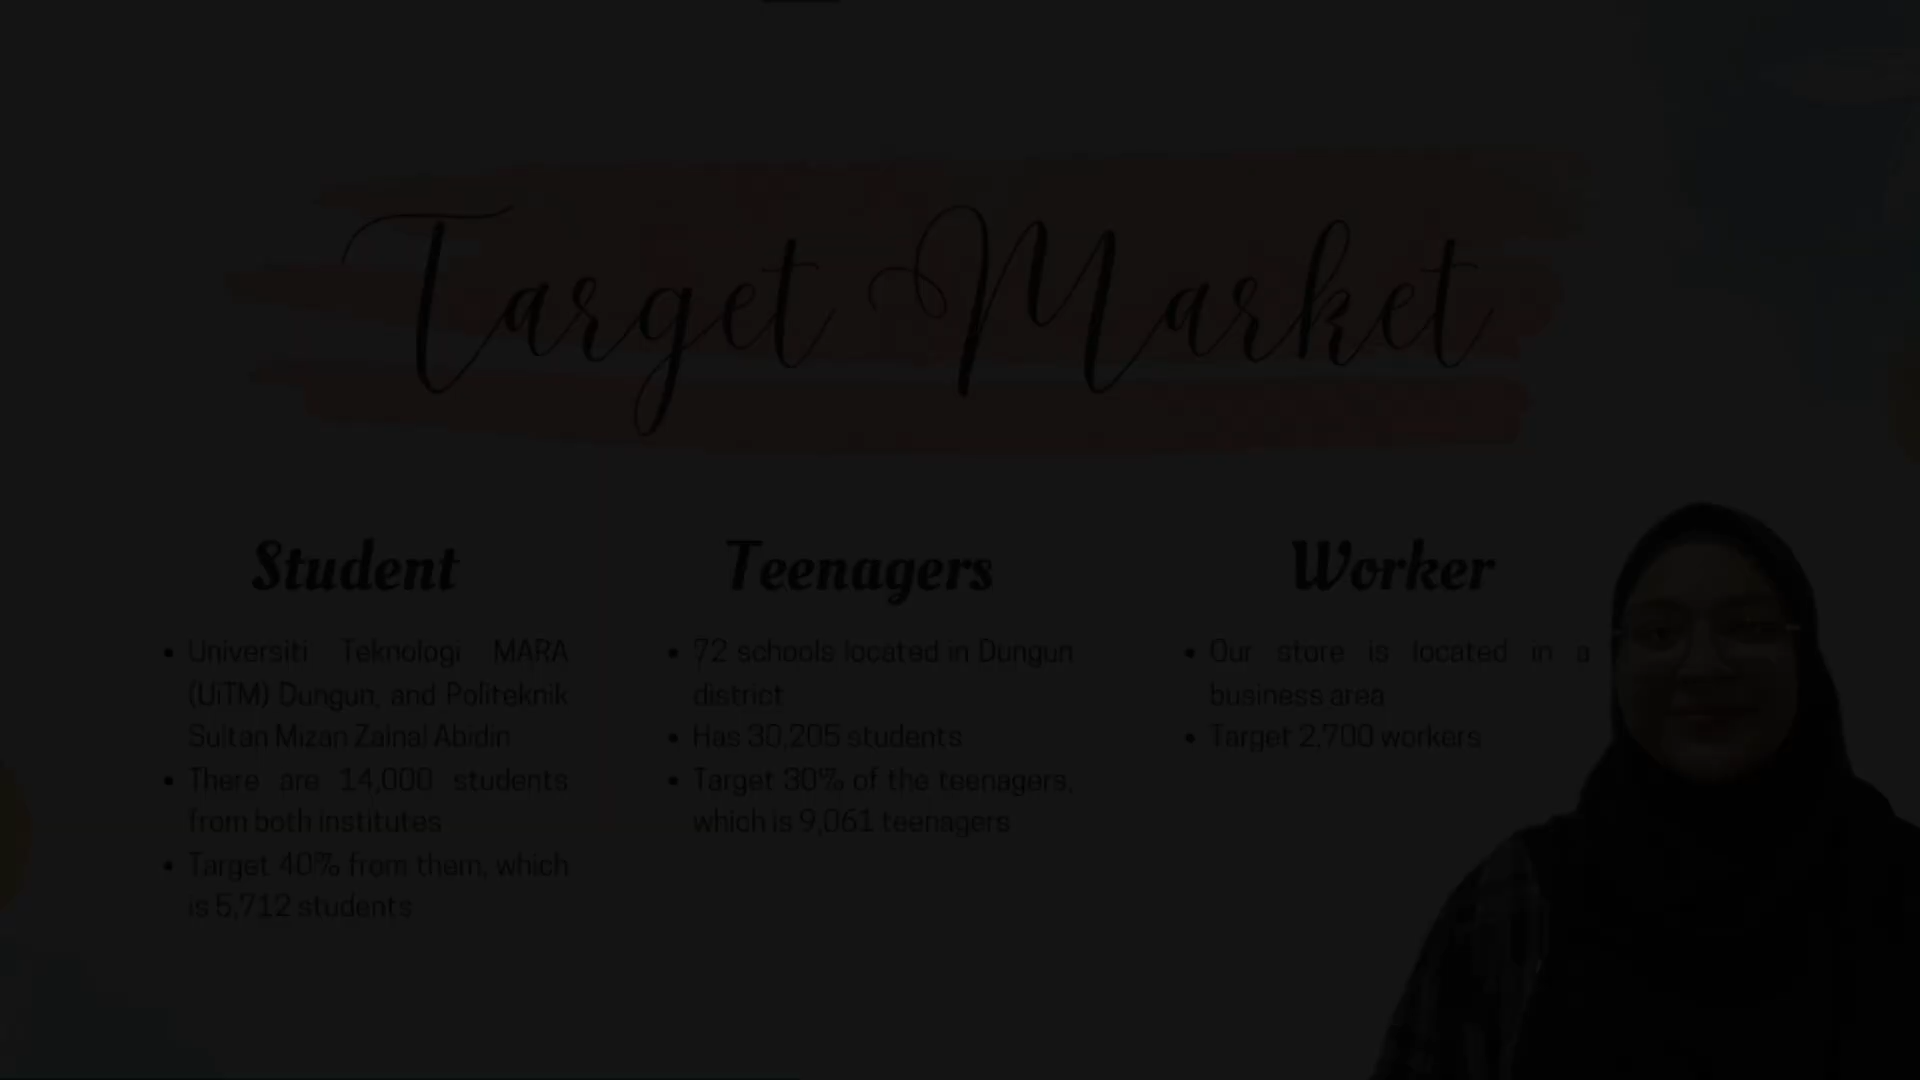 Target Market
Student
Universiti Teknologi MARA
(UiTM) Dungun, and Politeknik
Sultan Mizan Zainal Abidin
There are 14,000 students
from both institutes
Target 40% from them, which
is 5,712 students
Teenagers
72 schools located in Dungun
district
Has 30,205 students
Target 30% of the teenagers,
which is 9,061 teenagers
Worker
Our store is located in a
business area
Target 2,700 workers